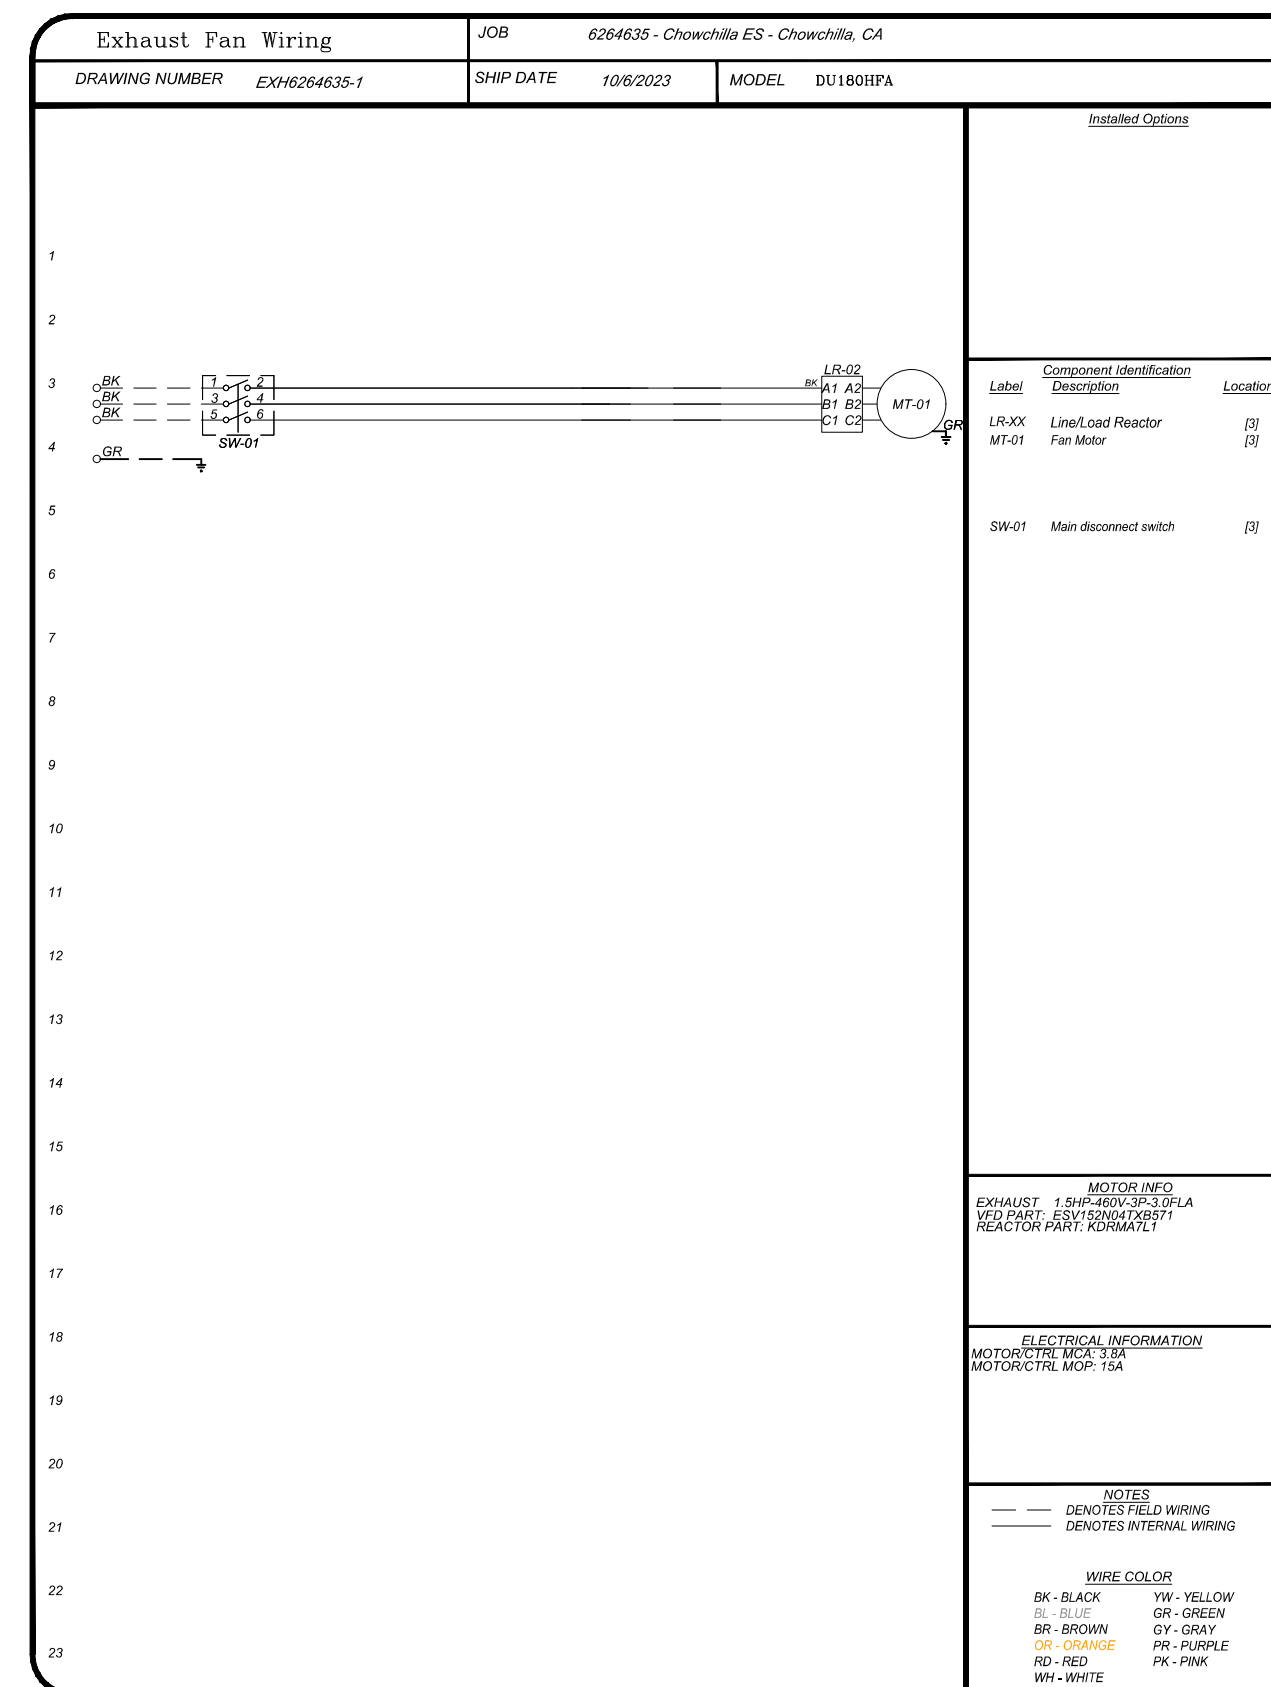 Exhaust Fan Wiring
JOB 6264635 - Chowchilla ES - Chowchilla, CA
DRAWING NUMBER EXH6264635-1
SHIP DATE 10/6/2023
MODEL DU180HFA
Installed Options
1
2
3
4
5
6
7
8
9
10
11
12
13
14
15
16
17
18
19
20
21
22
23
BK
BK
BK
GR
1 2
3 4
5 6
SW-01
LR-02
BK
A1 A2
B1 B2
C1 C2
MT-01
GR
Component Identification
Label Description Location
LR-XX Line/Load Reactor [3]
MT-01 Fan Motor [3]
SW-01 Main disconnect switch [3]
MOTOR INFO
EXHAUST 1.5HP-460V-3P-3.0FLA
VFD PART: ESV152N04TXB571
REACTOR PART: KDRMA7L1
ELECTRICAL INFORMATION
MOTOR/CTRL MCA: 3.8A
MOTOR/CTRL MOP: 15A
NOTES
DENOTES FIELD WIRING
DENOTES INTERNAL WIRING
WIRE COLOR
BK - BLACK YW - YELLOW
BL - BLUE GR - GREEN
BR - BROWN GY - GRAY
OR - ORANGE PR - PURPLE
RD - RED PK - PINK
WH - WHITE